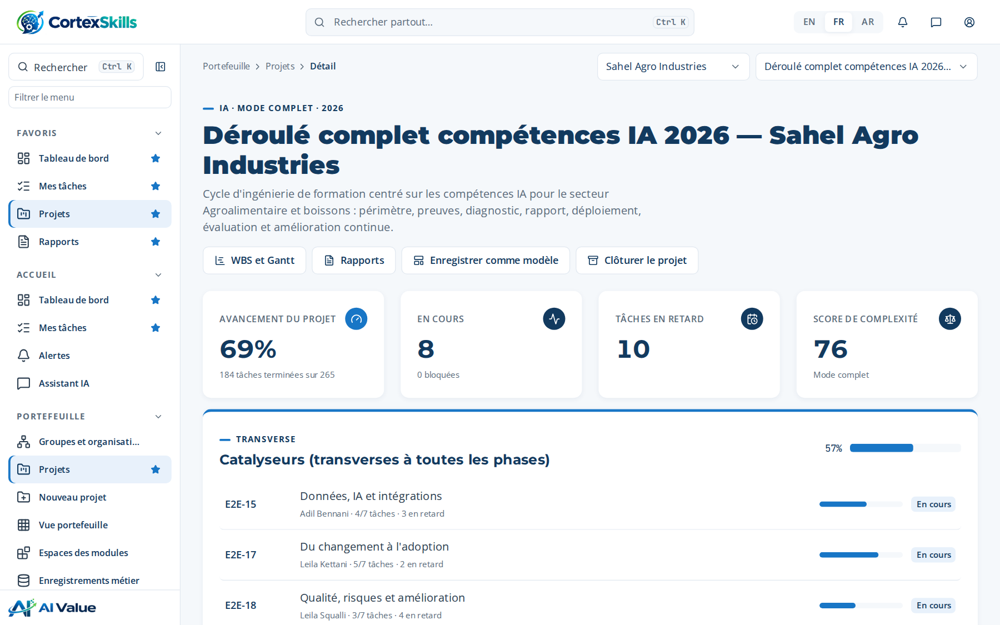 CortexSkills
Rechercher partout...
Ctrl K
EN
FR
AR
Rechercher
Ctrl K
Filtrer le menu
FAVORIS
Tableau de bord
Mes tâches
Projets
Rapports
ACCUEIL
Tableau de bord
Mes tâches
Alertes
Assistant IA
PORTEFEUILLE
Groupes et organisati...
Projets
Nouveau projet
Vue portefeuille
Espaces des modules
Enregistrements métier
AI Value
Portefeuille > Projets > Détail
Sahel Agro Industries
Déroulé complet compétences IA 2026...
IA · MODE COMPLET · 2026
Déroulé complet compétences IA 2026 — Sahel Agro
Industries
Cycle d'ingénierie de formation centré sur les compétences IA pour le secteur
Agroalimentaire et boissons : périmètre, preuves, diagnostic, rapport, déploiement,
évaluation et amélioration continue.
WBS et Gantt
Rapports
Enregistrer comme modèle
Clôturer le projet
AVANCEMENT DU PROJET
69%
184 tâches terminées sur 265
EN COURS
8
0 bloquées
TÂCHES EN RETARD
10
SCORE DE COMPLEXITÉ
76
Mode complet
TRANSVERSE
Catalyseurs (transverses à toutes les phases)
57%
E2E-15
Données, IA et intégrations
Adil Bennani · 4/7 tâches · 3 en retard
En cours
E2E-17
Du changement à l'adoption
Leila Kettani · 5/7 tâches · 2 en retard
En cours
E2E-18
Qualité, risques et amélioration
Leila Squalli · 3/7 tâches · 4 en retard
En cours